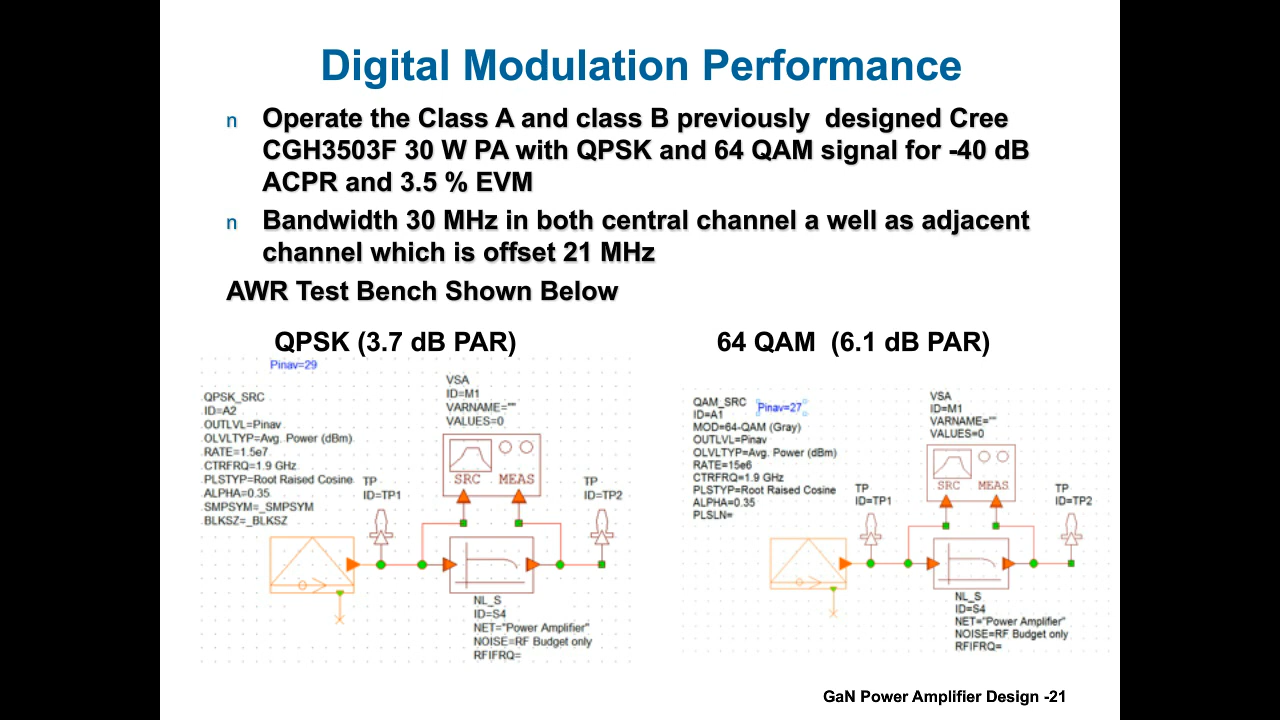 Digital Modulation Performance
n Operate the Class A and class B previously designed Cree
CGH3503F 30 W PA with QPSK and 64 QAM signal for -40 dB
ACPR and 3.5 % EVM
n Bandwidth 30 MHz in both central channel a well as adjacent
channel which is offset 21 MHz
AWR Test Bench Shown Below
QPSK (3.7 dB PAR)
Pinav=29
QPSK_SRC
ID=A2
OUTLVL=Pinav
OLVLTYP=Avg. Power (dBm)
RATE=1.5e7
CTRFRQ=1.9 GHz
PLSTYP=Root Raised Cosine
ALPHA=0.35
SMPSYM=_SMPSYM
BLKSZ=_BLKSZ
TP
ID=TP1
VSA
ID=M1
VARNAME=""
VALUES=0
SRC MEAS
TP
ID=TP2
NL_S
ID=S4
NET="Power Amplifier"
NOISE=RF Budget only
RFIFRQ=
64 QAM (6.1 dB PAR)
QAM_SRC
ID=A1
Pinav=27
MOD=64-QAM (Gray)
OUTLVL=Pinav
OLVLTYP=Avg. Power (dBm)
RATE=15e6
CTRFRQ=1.9 GHz
PLSTYP=Root Raised Cosine
ALPHA=0.35
PLSLN=
TP
ID=TP1
VSA
ID=M1
VARNAME=""
VALUES=0
SRC MEAS
TP
ID=TP2
NL_S
ID=S4
NET="Power Amplifier"
NOISE=RF Budget only
RFIFRQ=
GaN Power Amplifier Design -21